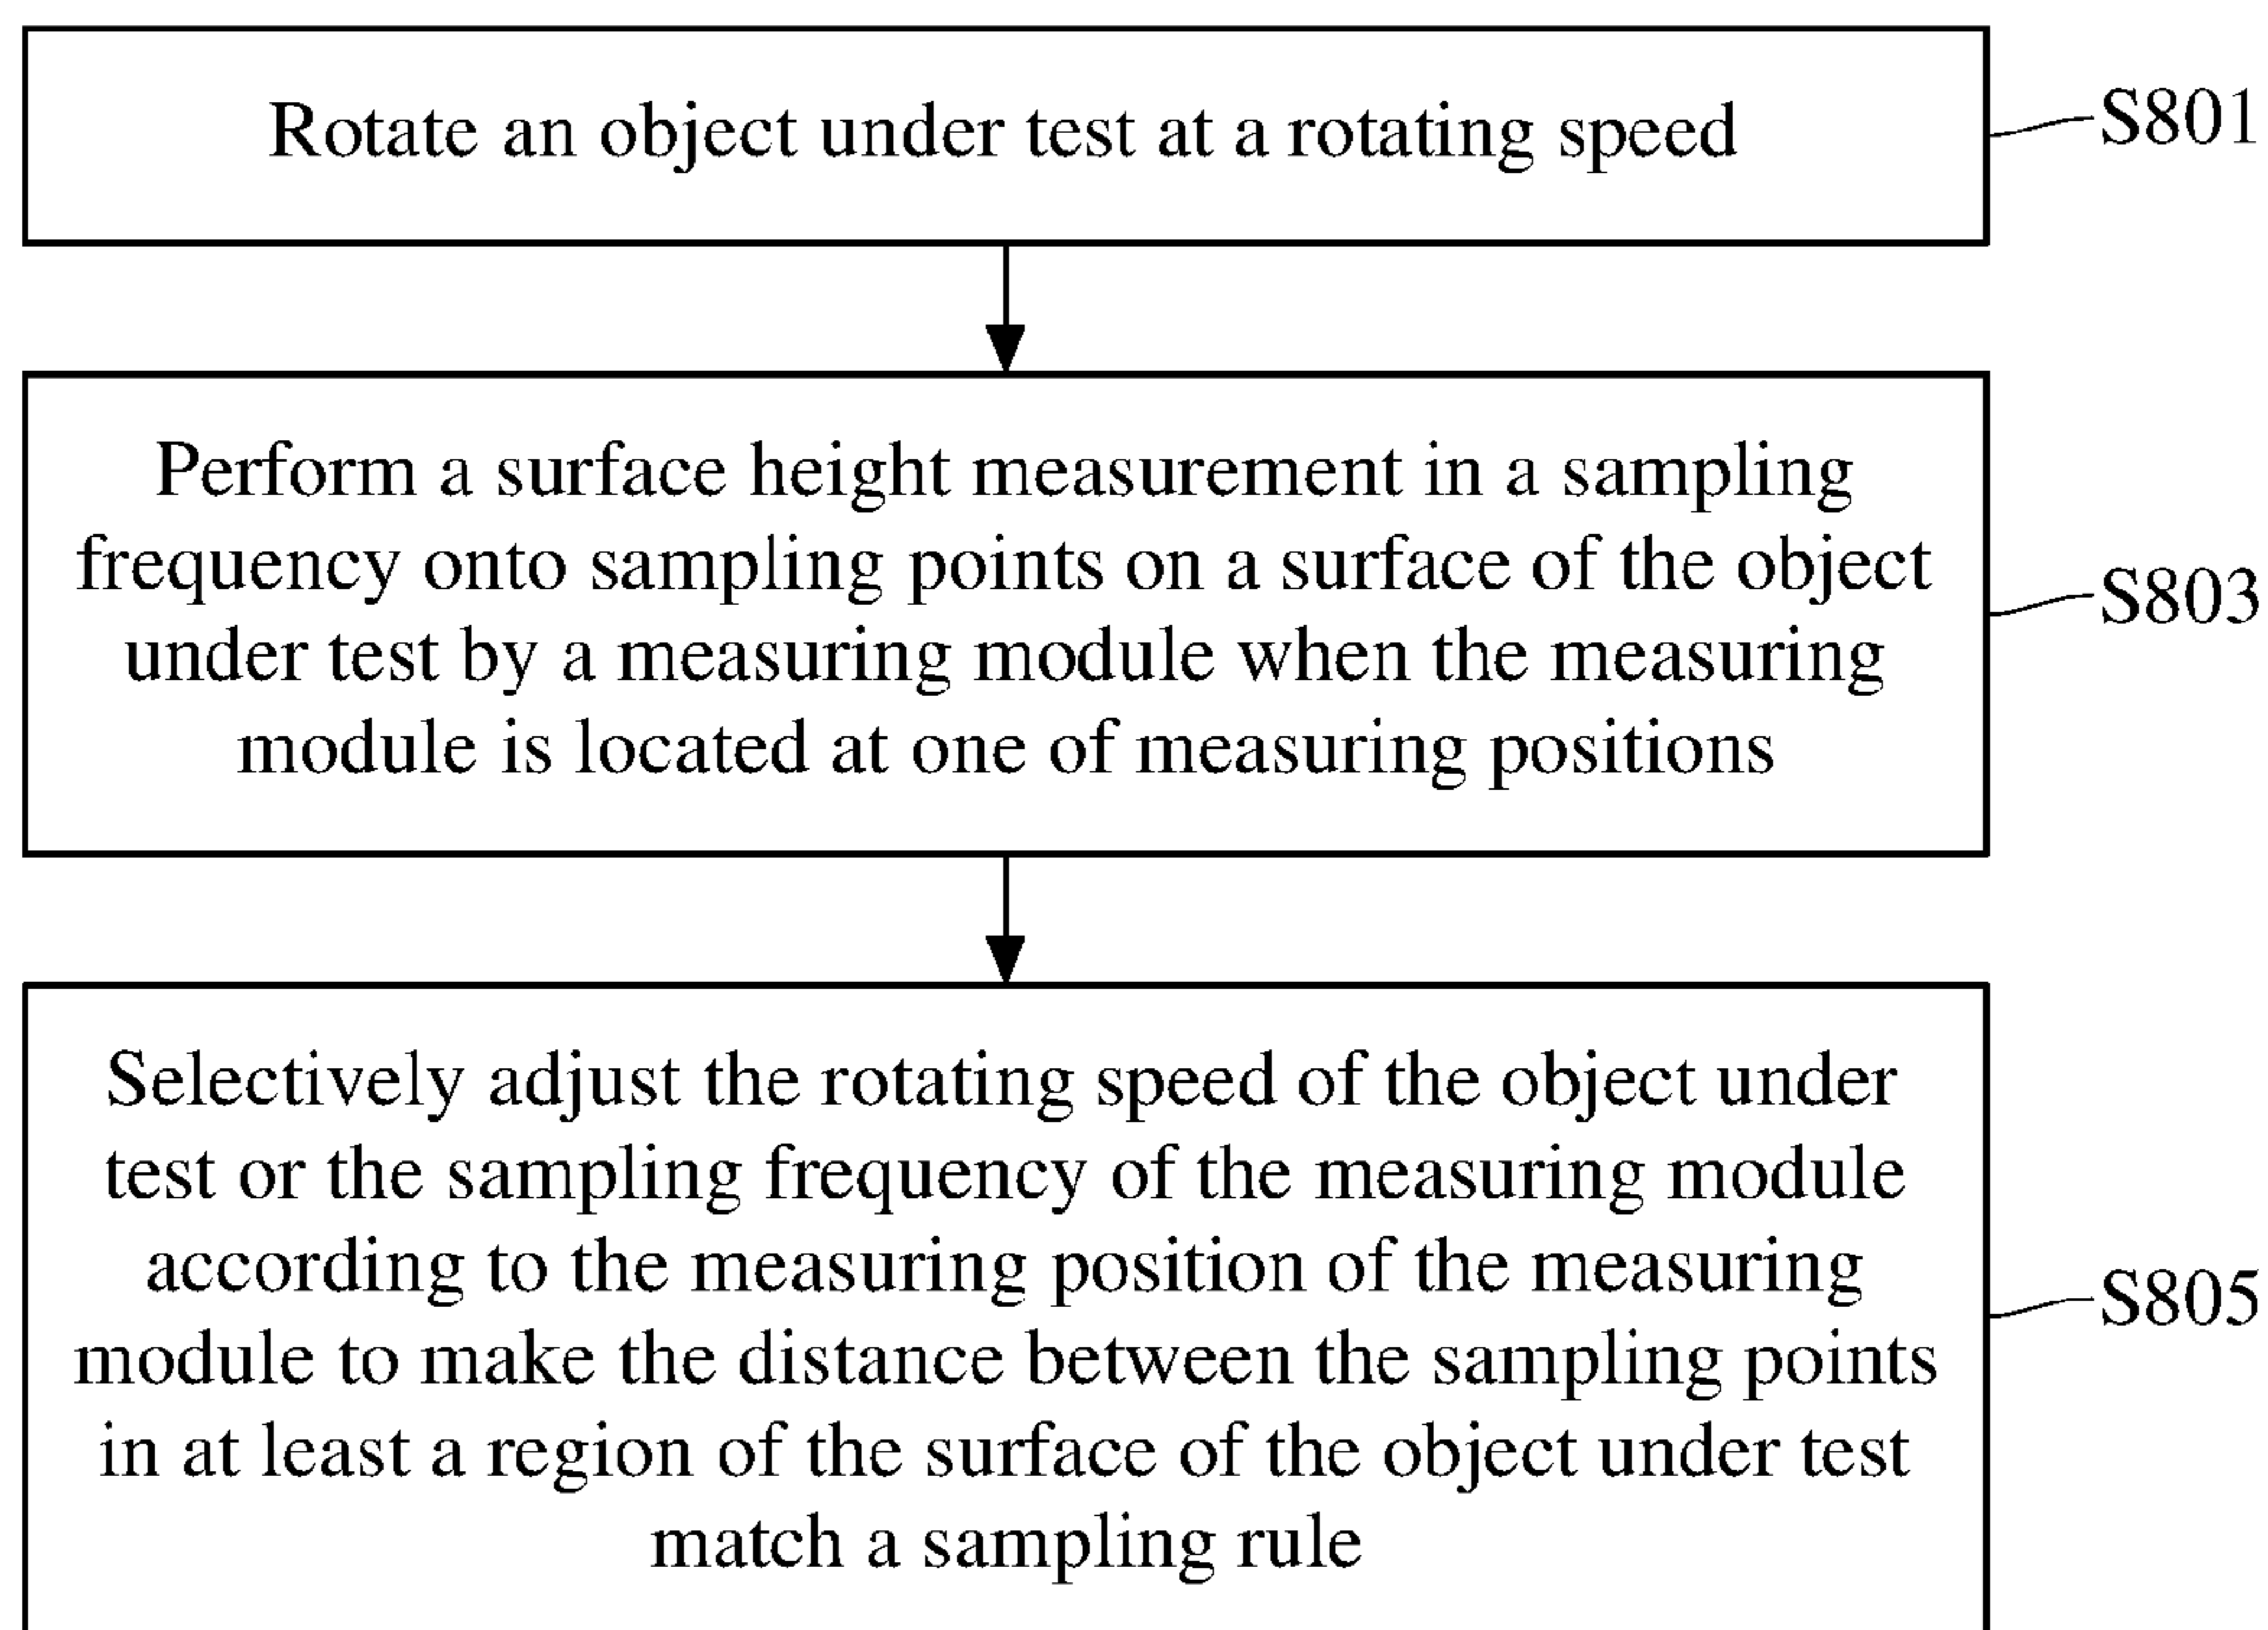 Rotate an object under test at a rotating speed
S801
Perform a surface height measurement in a sampling
frequency onto sampling points on a surface of the object
under test by a measuring module when the measuring
module is located at one of measuring positions
S803
Selectively adjust the rotating speed of the object under
test or the sampling frequency of the measuring module
according to the measuring position of the measuring
module to make the distance between the sampling points
in at least a region of the surface of the object under test
match a sampling rule
S805